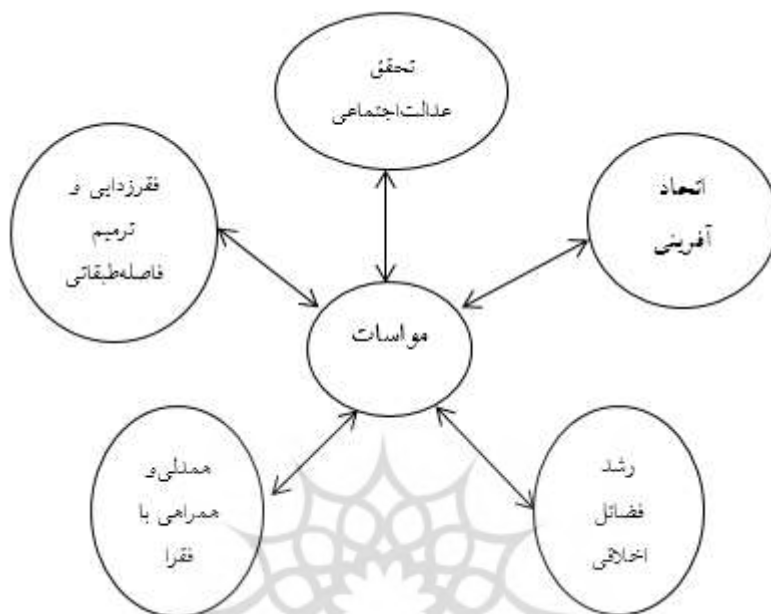 تحقق
عدالت‌اجتماعی
اتحاد
آفرینی
فقرزدایی و
ترمیم
فاصله‌طبقاتی
مواسات
همدلی‌و
همراهی با
فقرا
رشد
فضائل
اخلاقی